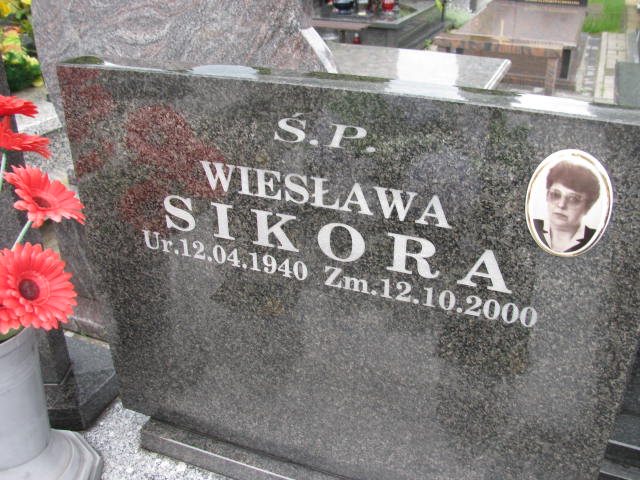 Ś.P.
WIESŁAWA
SIKORA
Ur.12.04.1940 Zm.12.10.2000